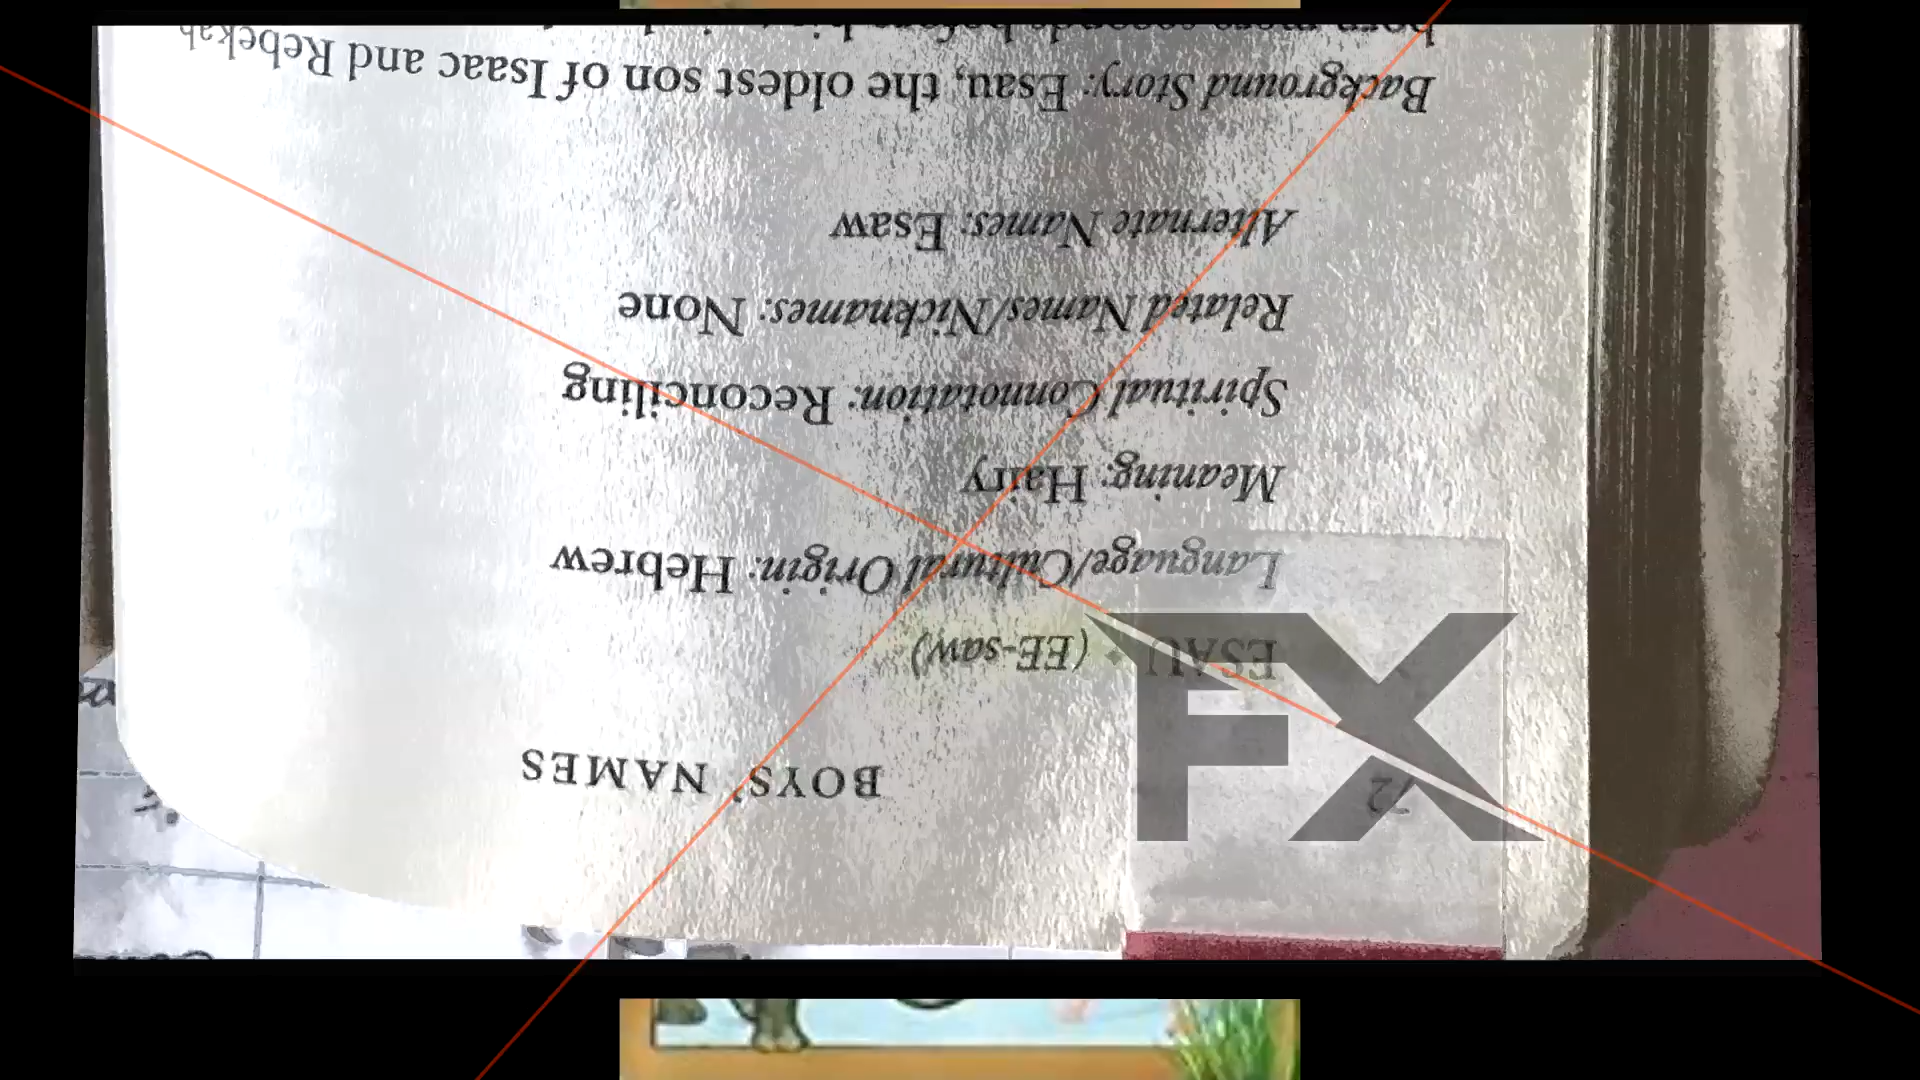 72
BOYS' NAMES
ESAU ✦ (EE-saw)
Language/Cultural Origin: Hebrew
Meaning: Hairy
Spiritual Connotation: Reconciling
Related Names/Nicknames: None
Alternate Names: Esaw
Background Story: Esau, the oldest son of Isaac and Rebekah
FX